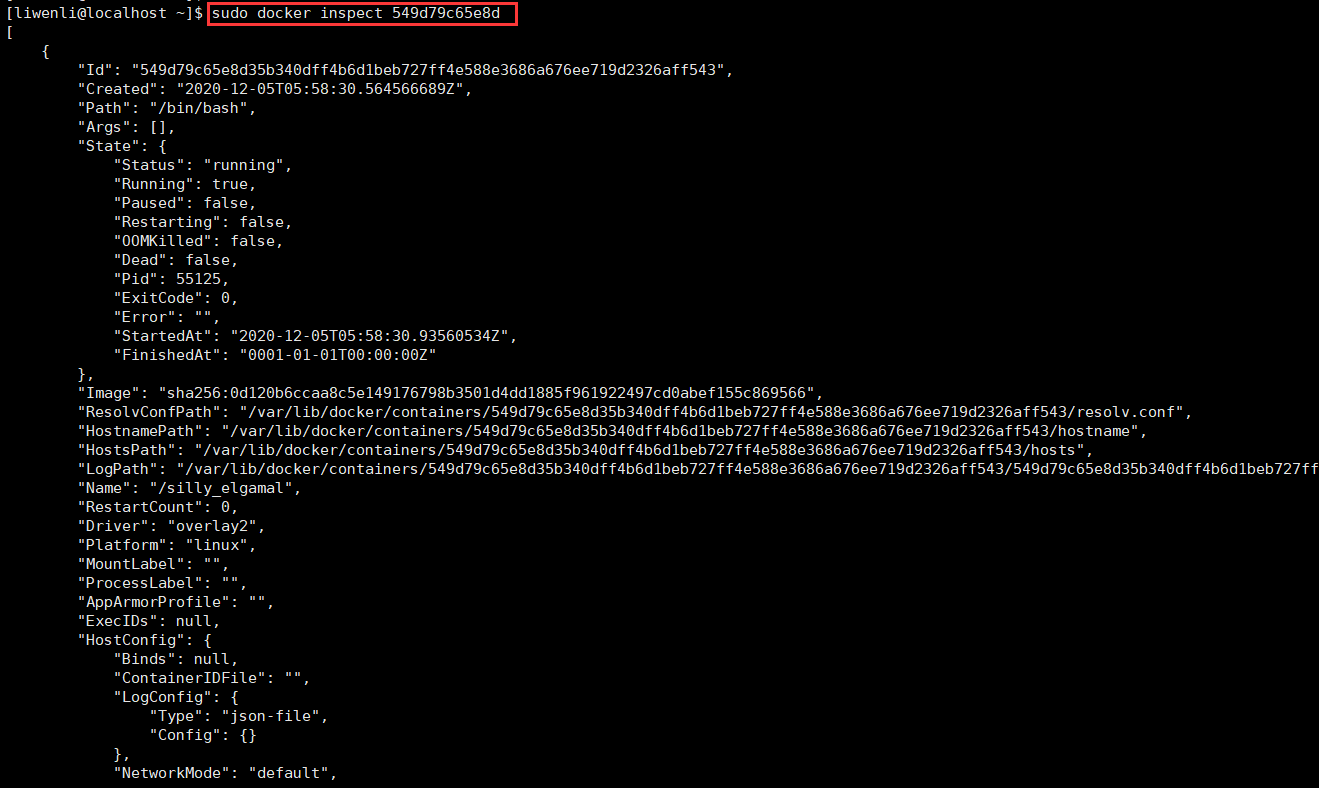 [liwenli@localhost ~]$ sudo docker inspect 549d79c65e8d
[
    {
        "Id": "549d79c65e8d35b340dff4b6d1beb727ff4e588e3686a676ee719d2326aff543",
        "Created": "2020-12-05T05:58:30.564566689Z",
        "Path": "/bin/bash",
        "Args": [],
        "State": {
            "Status": "running",
            "Running": true,
            "Paused": false,
            "Restarting": false,
            "OOMKilled": false,
            "Dead": false,
            "Pid": 55125,
            "ExitCode": 0,
            "Error": "",
            "StartedAt": "2020-12-05T05:58:30.93560534Z",
            "FinishedAt": "0001-01-01T00:00:00Z"
        },
        "Image": "sha256:0d120b6ccaa8c5e149176798b3501d4dd1885f961922497cd0abef155c869566",
        "ResolvConfPath": "/var/lib/docker/containers/549d79c65e8d35b340dff4b6d1beb727ff4e588e3686a676ee719d2326aff543/resolv.conf",
        "HostnamePath": "/var/lib/docker/containers/549d79c65e8d35b340dff4b6d1beb727ff4e588e3686a676ee719d2326aff543/hostname",
        "HostsPath": "/var/lib/docker/containers/549d79c65e8d35b340dff4b6d1beb727ff4e588e3686a676ee719d2326aff543/hosts",
        "LogPath": "/var/lib/docker/containers/549d79c65e8d35b340dff4b6d1beb727ff4e588e3686a676ee719d2326aff543/549d79c65e8d35b340dff4b6d1beb727ff
        "Name": "/silly_elgamal",
        "RestartCount": 0,
        "Driver": "overlay2",
        "Platform": "linux",
        "MountLabel": "",
        "ProcessLabel": "",
        "AppArmorProfile": "",
        "ExecIDs": null,
        "HostConfig": {
            "Binds": null,
            "ContainerIDFile": "",
            "LogConfig": {
                "Type": "json-file",
                "Config": {}
            },
            "NetworkMode": "default",